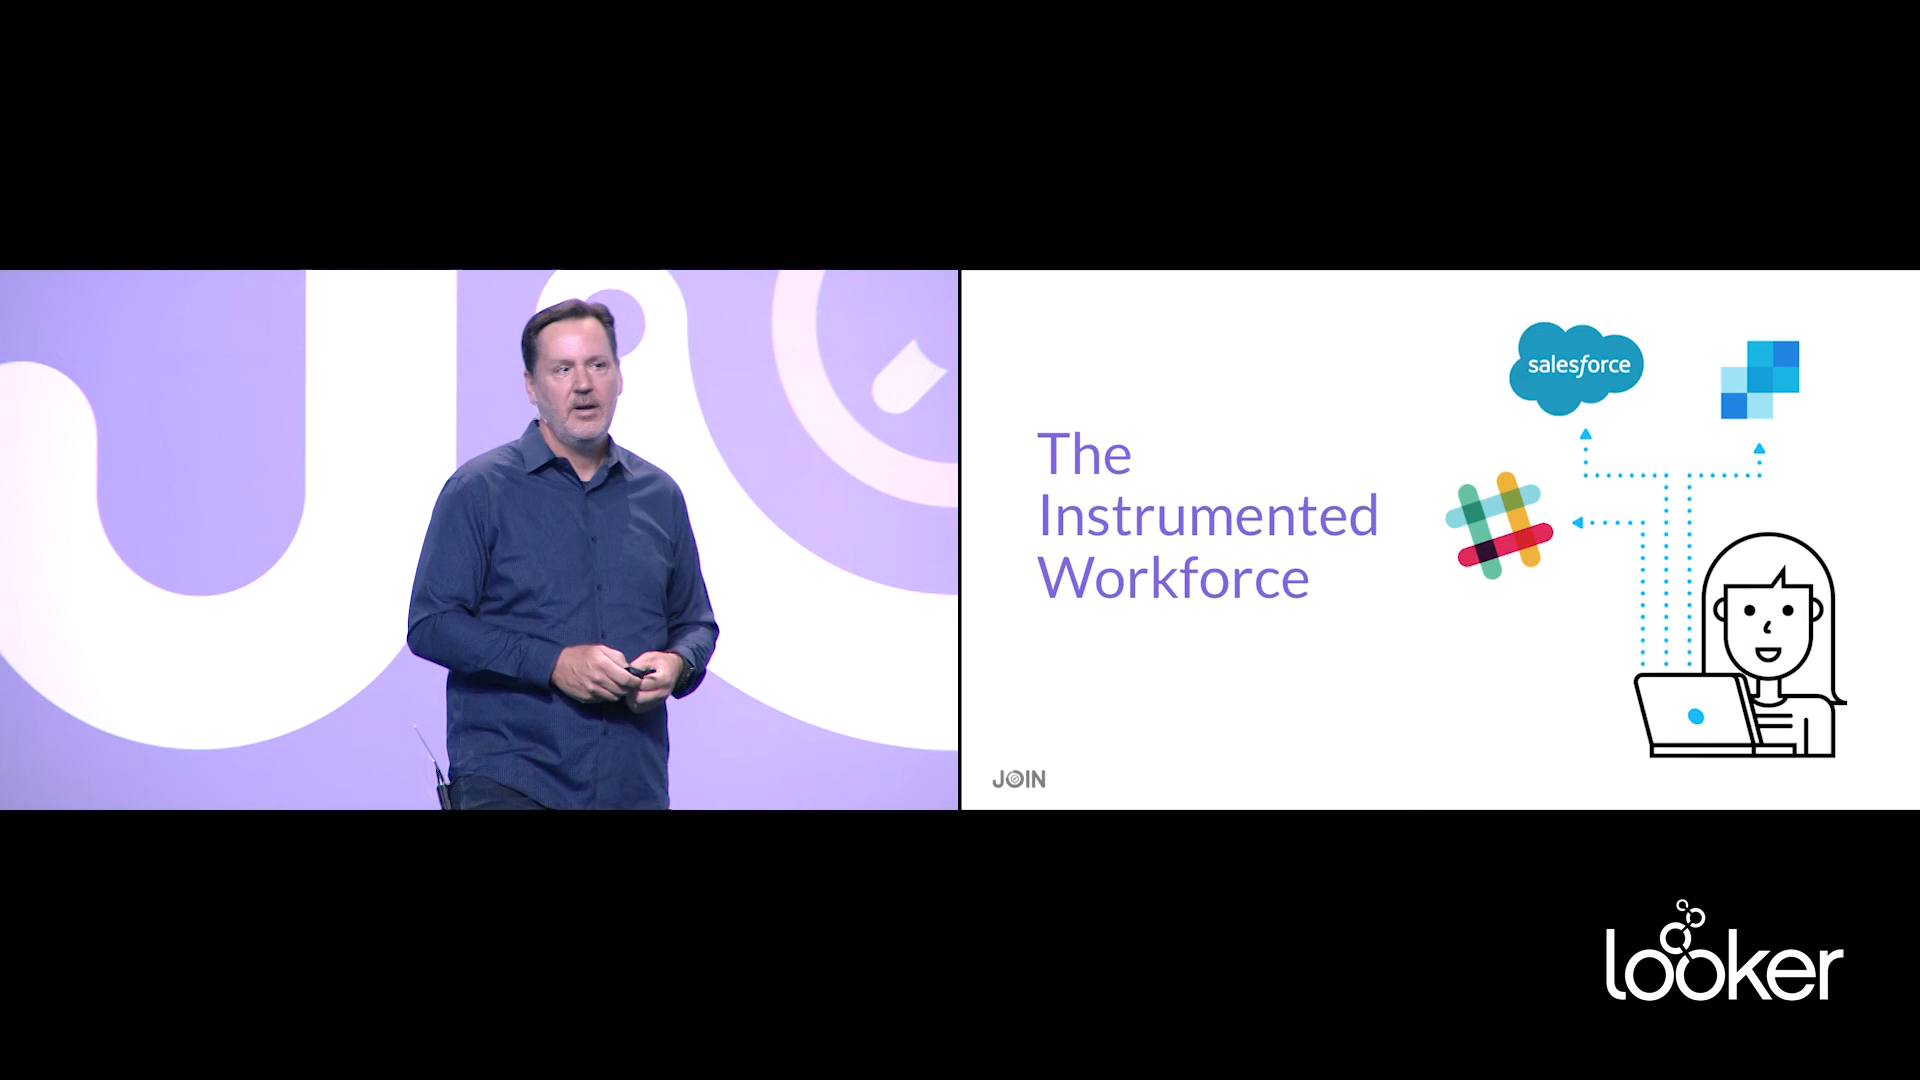 salesforce
The
Instrumented
Workforce
JOIN
looker